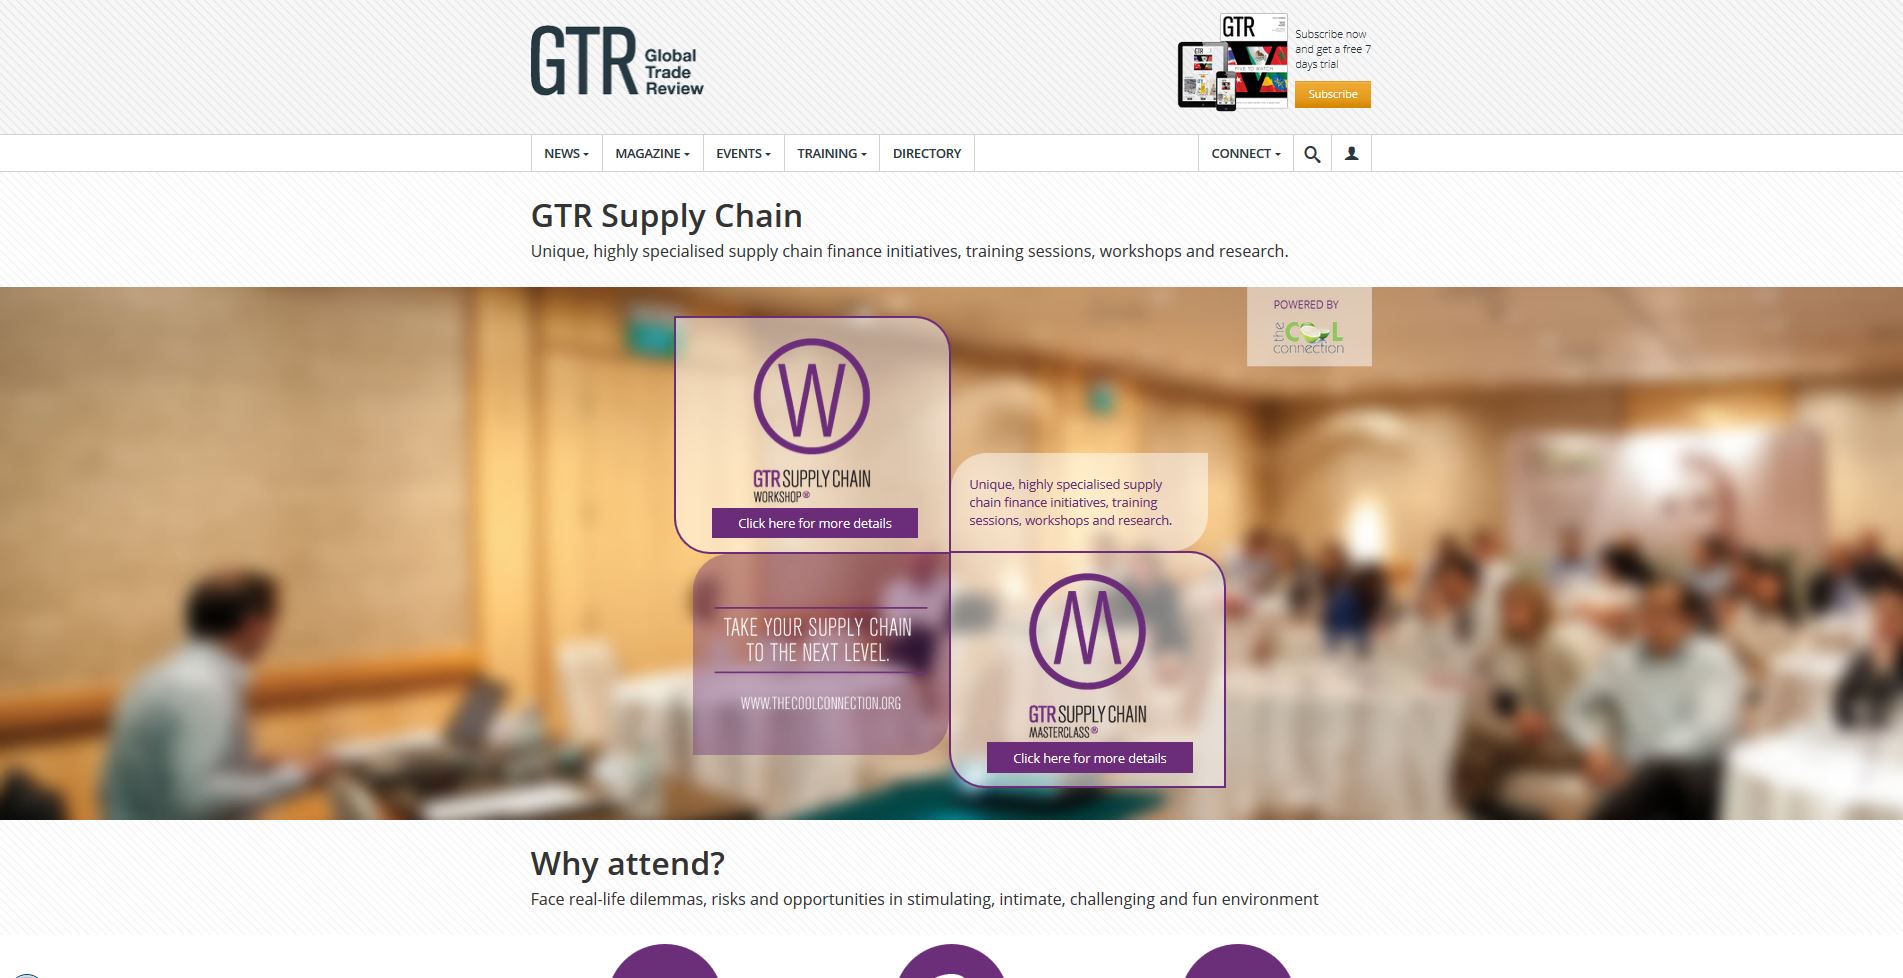 GTR Global
Trade
Review
GTR
Subscribe now
and get a free 7
days trial
Subscribe
NEWS
MAGAZINE
EVENTS
TRAINING
DIRECTORY
CONNECT
GTR Supply Chain
Unique, highly specialised supply chain finance initiatives, training sessions, workshops and research.
POWERED BY
the COOL
connection
W
GTR SUPPLY CHAIN
WORKSHOP®
Click here for more details
Unique, highly specialised supply
chain finance initiatives, training
sessions, workshops and research.
TAKE YOUR SUPPLY CHAIN
TO THE NEXT LEVEL.
WWW.THECOOLCONNECTION.ORG
M
GTR SUPPLY CHAIN
MASTERCLASS®
Click here for more details
Why attend?
Face real-life dilemmas, risks and opportunities in stimulating, intimate, challenging and fun environment